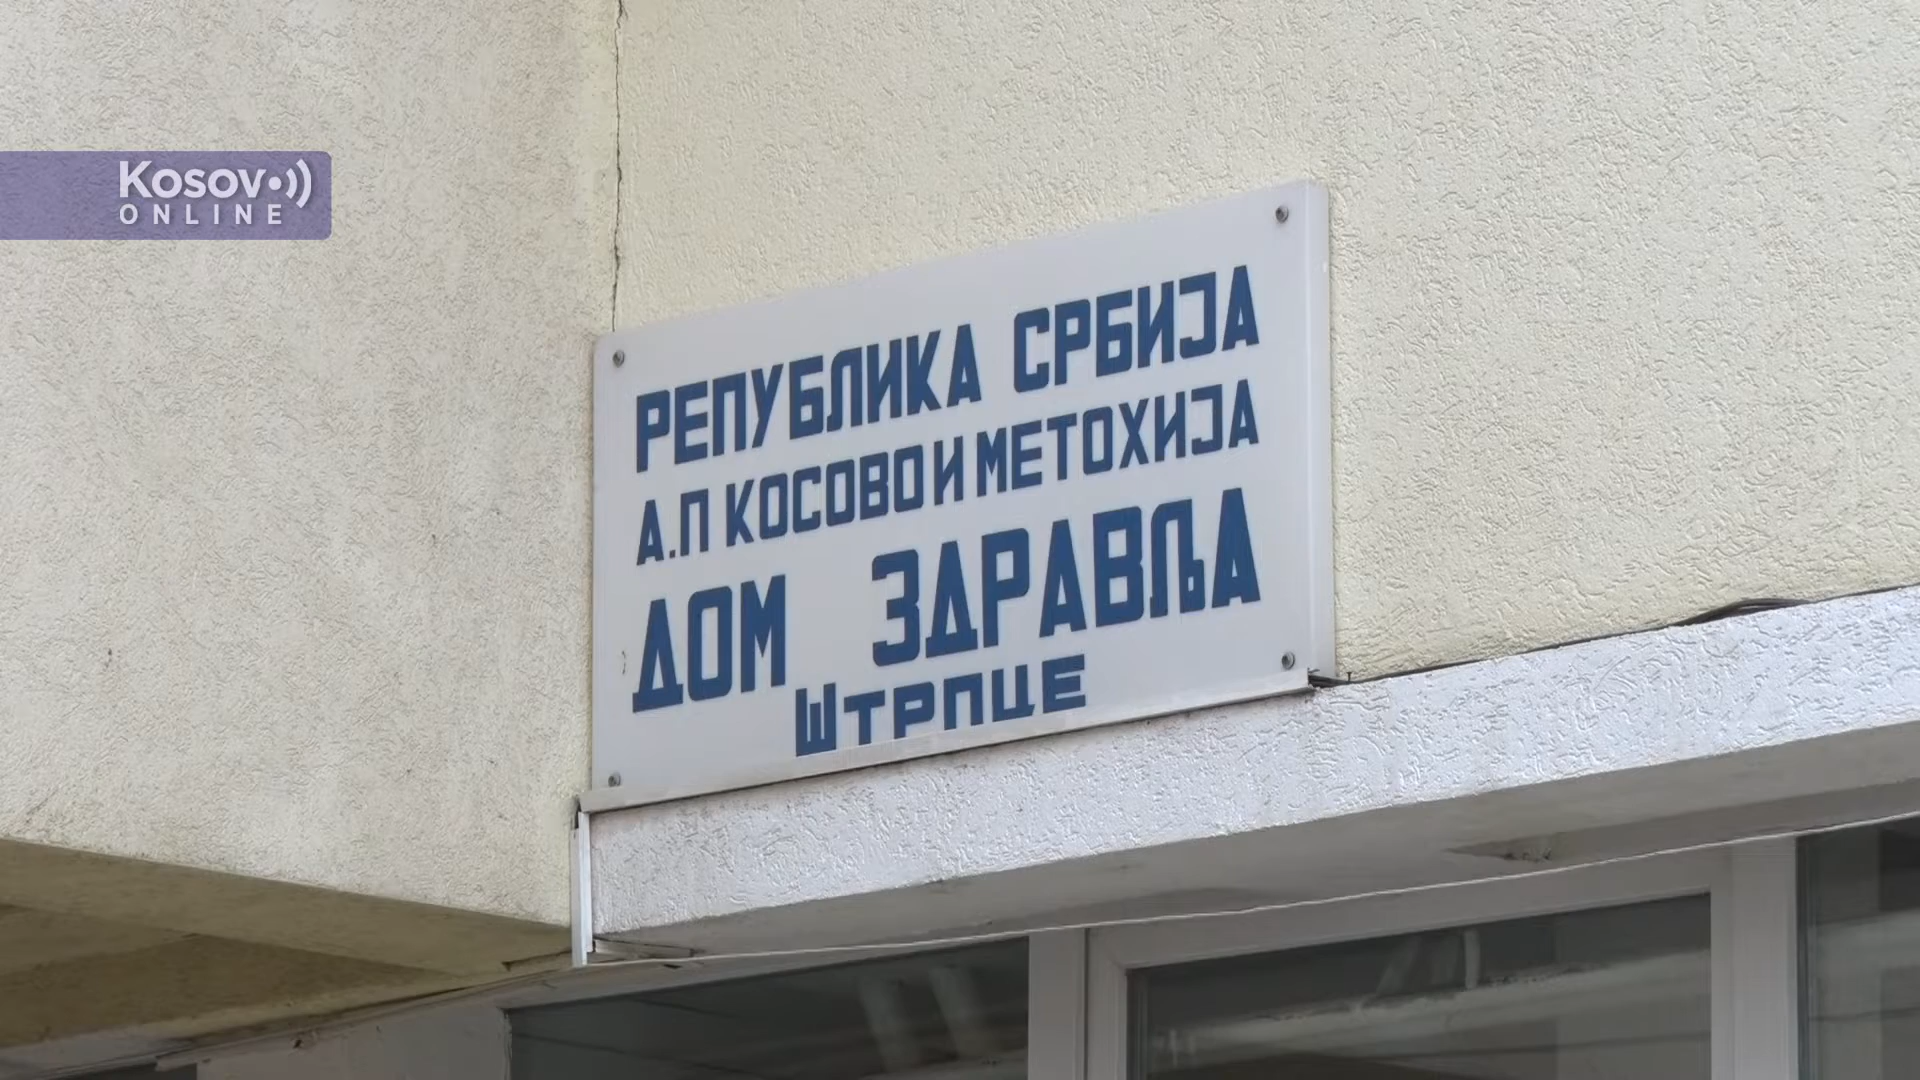 Kosovo
ONLINE
РЕПУБЛИКА СРБИЈА
А.П КОСОВО И МЕТОХИЈА
ДОМ ЗДРАВЉА
ШТРПЦЕ